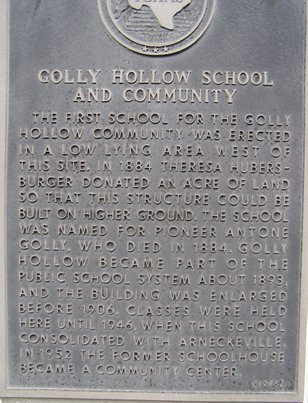 GOLLY HOLLOW SCHOOL
AND COMMUNITY
THE FIRST SCHOOL FOR THE GOLLY
HOLLOW COMMUNITY WAS ERECTED
IN A LOW LYING AREA WEST OF
THIS SITE. IN 1884 THERESA HUBERS-
BURGER DONATED AN ACRE OF LAND
SO THAT THIS STRUCTURE COULD BE
BUILT ON HIGHER GROUND. THE SCHOOL
WAS NAMED FOR PIONEER ANTONE
GOLLY, WHO DIED IN 1884. GOLLY
HOLLOW BECAME PART OF THE
PUBLIC SCHOOL SYSTEM ABOUT 1893,
AND THE BUILDING WAS ENLARGED
BEFORE 1906. CLASSES WERE HELD
HERE UNTIL 1946, WHEN THIS SCHOOL
CONSOLIDATED WITH ARNECKEVILLE.
IN 1952 THE FORMER SCHOOLHOUSE
BECAME A COMMUNITY CENTER.